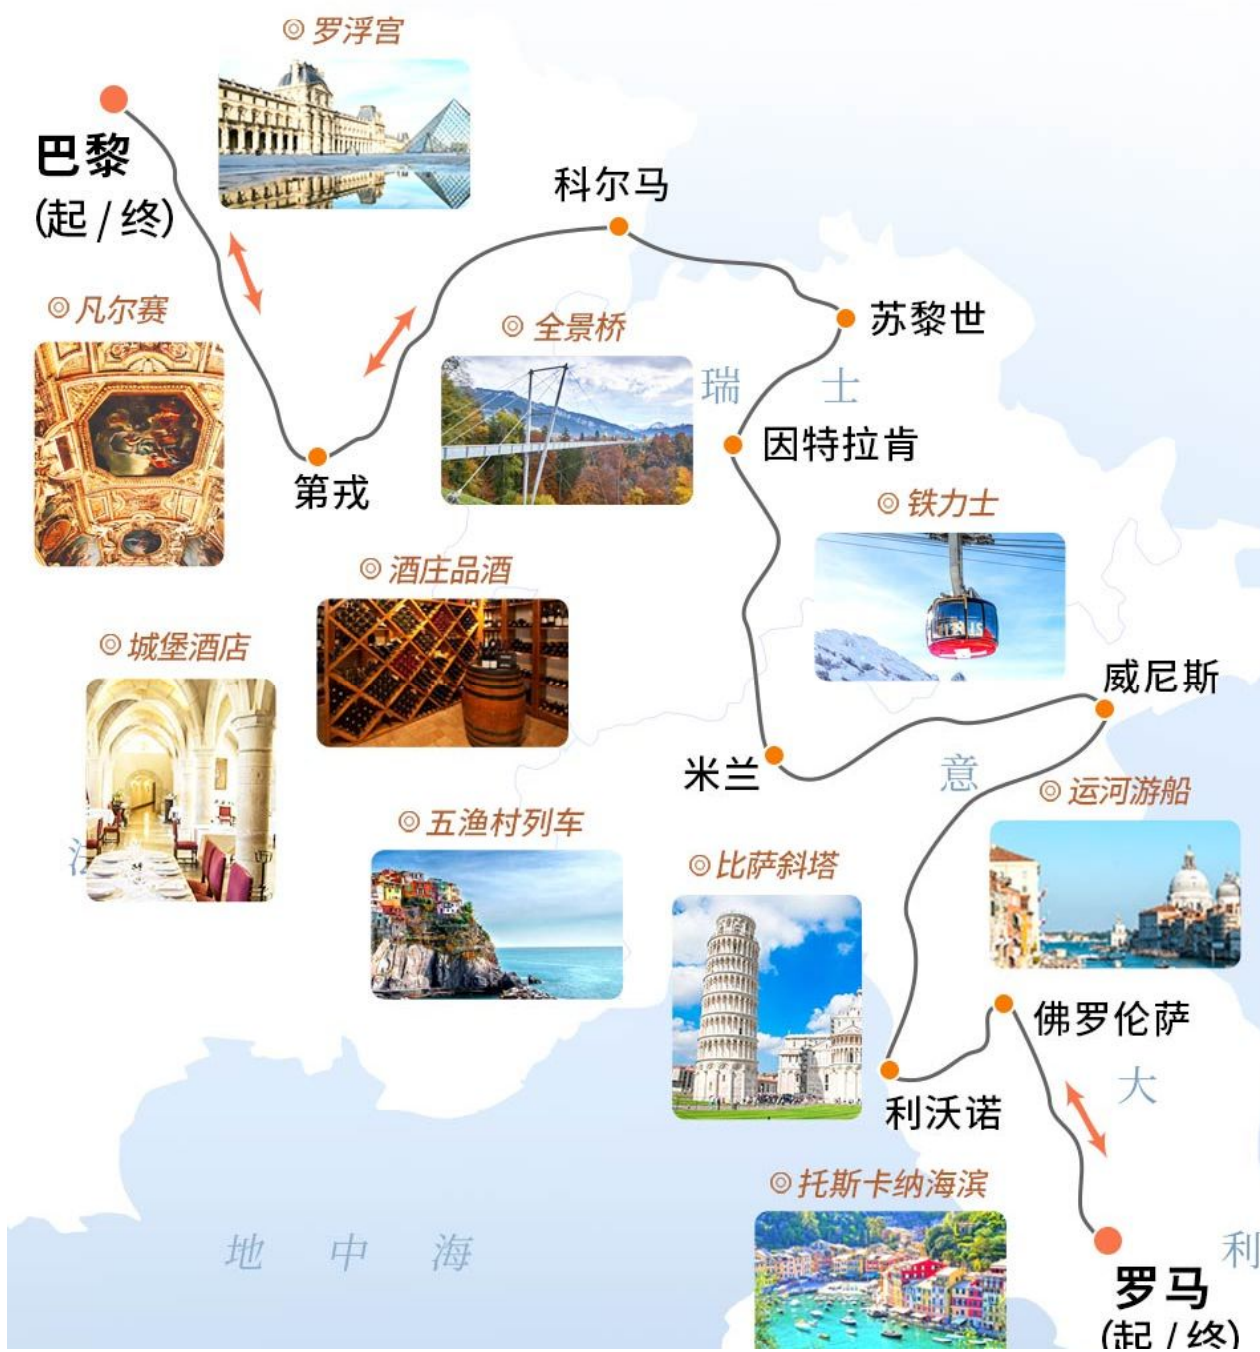 罗浮宫
巴黎
(起 / 终)
科尔马
凡尔赛
全景桥
苏黎世
瑞士
因特拉肯
第戎
铁力士
酒庄品酒
城堡酒店
威尼斯
米兰
意
运河游船
五渔村列车
比萨斜塔
法
佛罗伦萨
大
利沃诺
托斯卡纳海滨
地中海
利
罗马
(起 / 终)